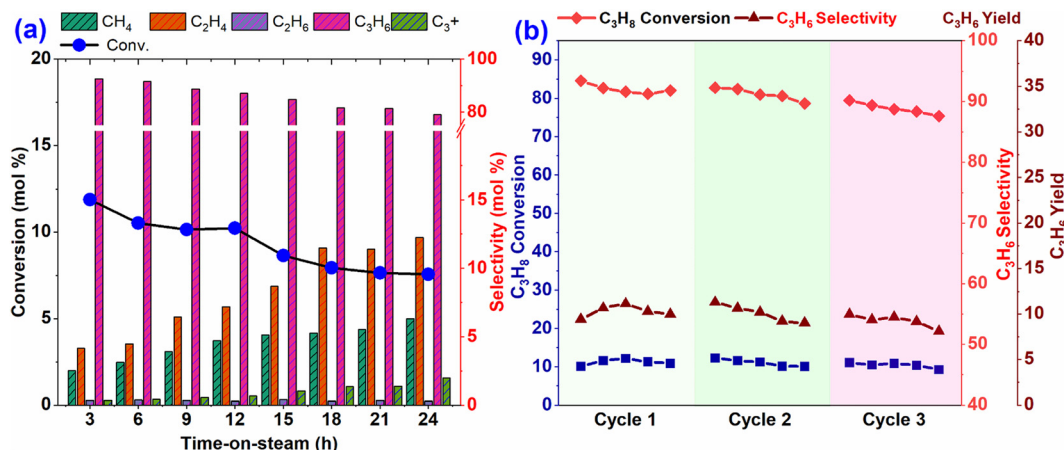 (a)
CH4 C2H4 C2H6 C3H6 C3+
Conv.
20
15
10
5
0
Conversion (mol %)
100
80
15
10
5
0
Selectivity (mol %)
3 6 9 12 15 18 21 24
Time-on-steam (h)
(b)
C3H8 Conversion C3H6 Selectivity C3H6 Yield
90
80
70
60
50
40
30
20
10
0
C3H8 Conversion
100
90
80
70
60
50
40
C3H6 Selectivity
40
35
30
25
20
15
10
5
0
C3H6 Yield
Cycle 1 Cycle 2 Cycle 3